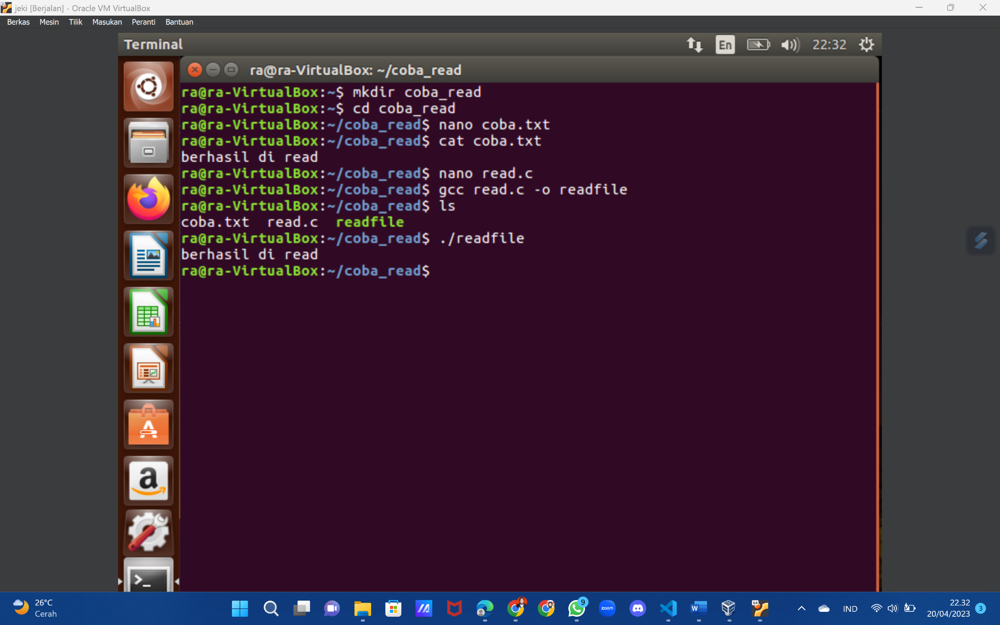 jeki [Berjalan] - Oracle VM VirtualBox
Berkas Mesin Tilik Masukan Peranti Bantuan
Terminal En 22:32
ra@ra-VirtualBox: ~/coba_read
ra@ra-VirtualBox:~$ mkdir coba_read
ra@ra-VirtualBox:~$ cd coba_read
ra@ra-VirtualBox:~/coba_read$ nano coba.txt
ra@ra-VirtualBox:~/coba_read$ cat coba.txt
berhasil di read
ra@ra-VirtualBox:~/coba_read$ nano read.c
ra@ra-VirtualBox:~/coba_read$ gcc read.c -o readfile
ra@ra-VirtualBox:~/coba_read$ ls
coba.txt read.c readfile
ra@ra-VirtualBox:~/coba_read$ ./readfile
berhasil di read
ra@ra-VirtualBox:~/coba_read$
a
>_
26°C
Cerah
9
zoom
W
64
IND
22.32
20/04/2023
3